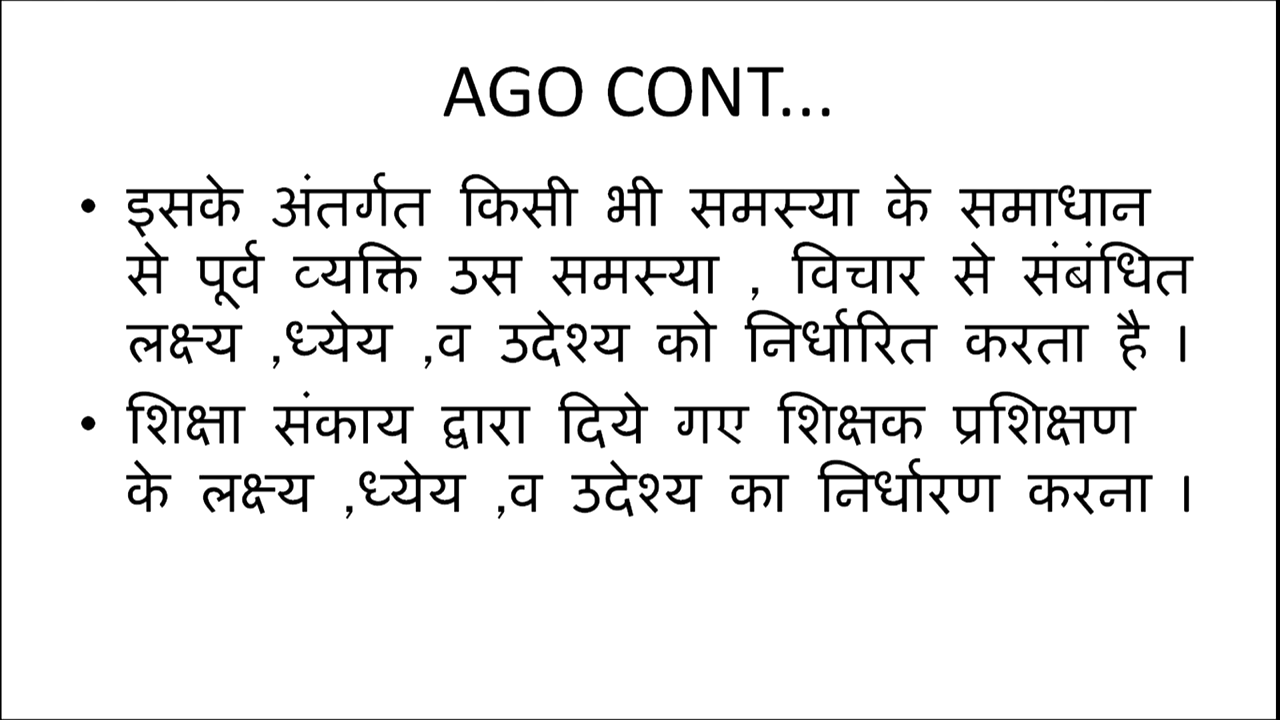 AGO CONT...
• इसके अंतर्गत किसी भी समस्या के समाधान
से पूर्व व्यक्ति उस समस्या , विचार से संबंधित
लक्ष्य ,ध्येय ,व उदेश्य को निर्धारित करता है ।
• शिक्षा संकाय द्वारा दिये गए शिक्षक प्रशिक्षण
के लक्ष्य ,ध्येय ,व उदेश्य का निर्धारण करना ।